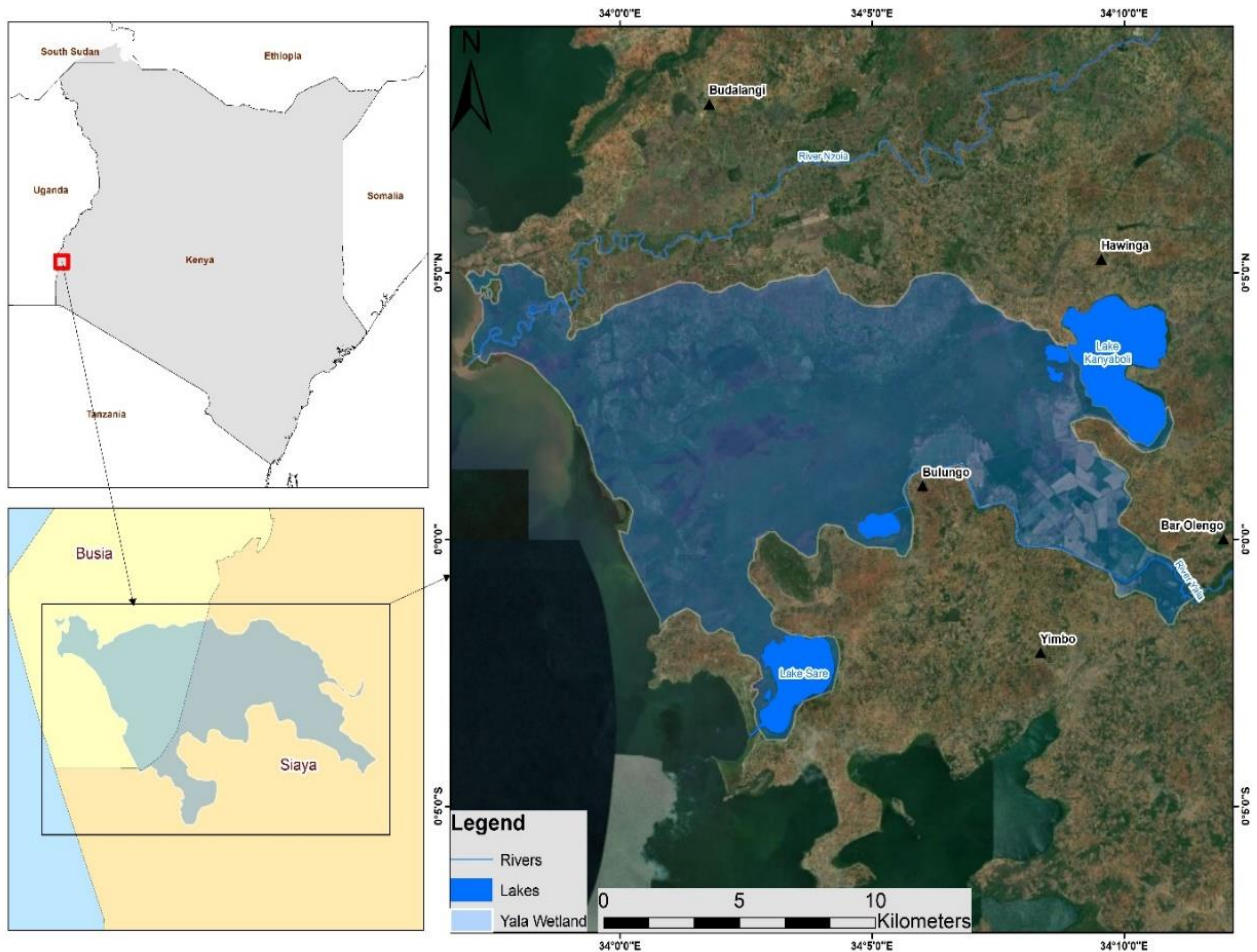 South Sudan
Ethiopia
Uganda
Somalia
Kenya
Tanzania
Busia
Siaya
34°0'0"E
34°5'0"E
34°10'0"E
N
Budalangi
River Nzoia
Hawinga
0°5'0"N
0°5'0"N
Lake
Kanyaboli
Bulungo
Bar Olengo
0°0'0"
0°0'0"
River Yala
Yimbo
Lake Sare
0°5'0"S
0°5'0"S
Legend
Rivers
Lakes
Yala Wetland
0
5
10
Kilometers
34°0'0"E
34°5'0"E
34°10'0"E